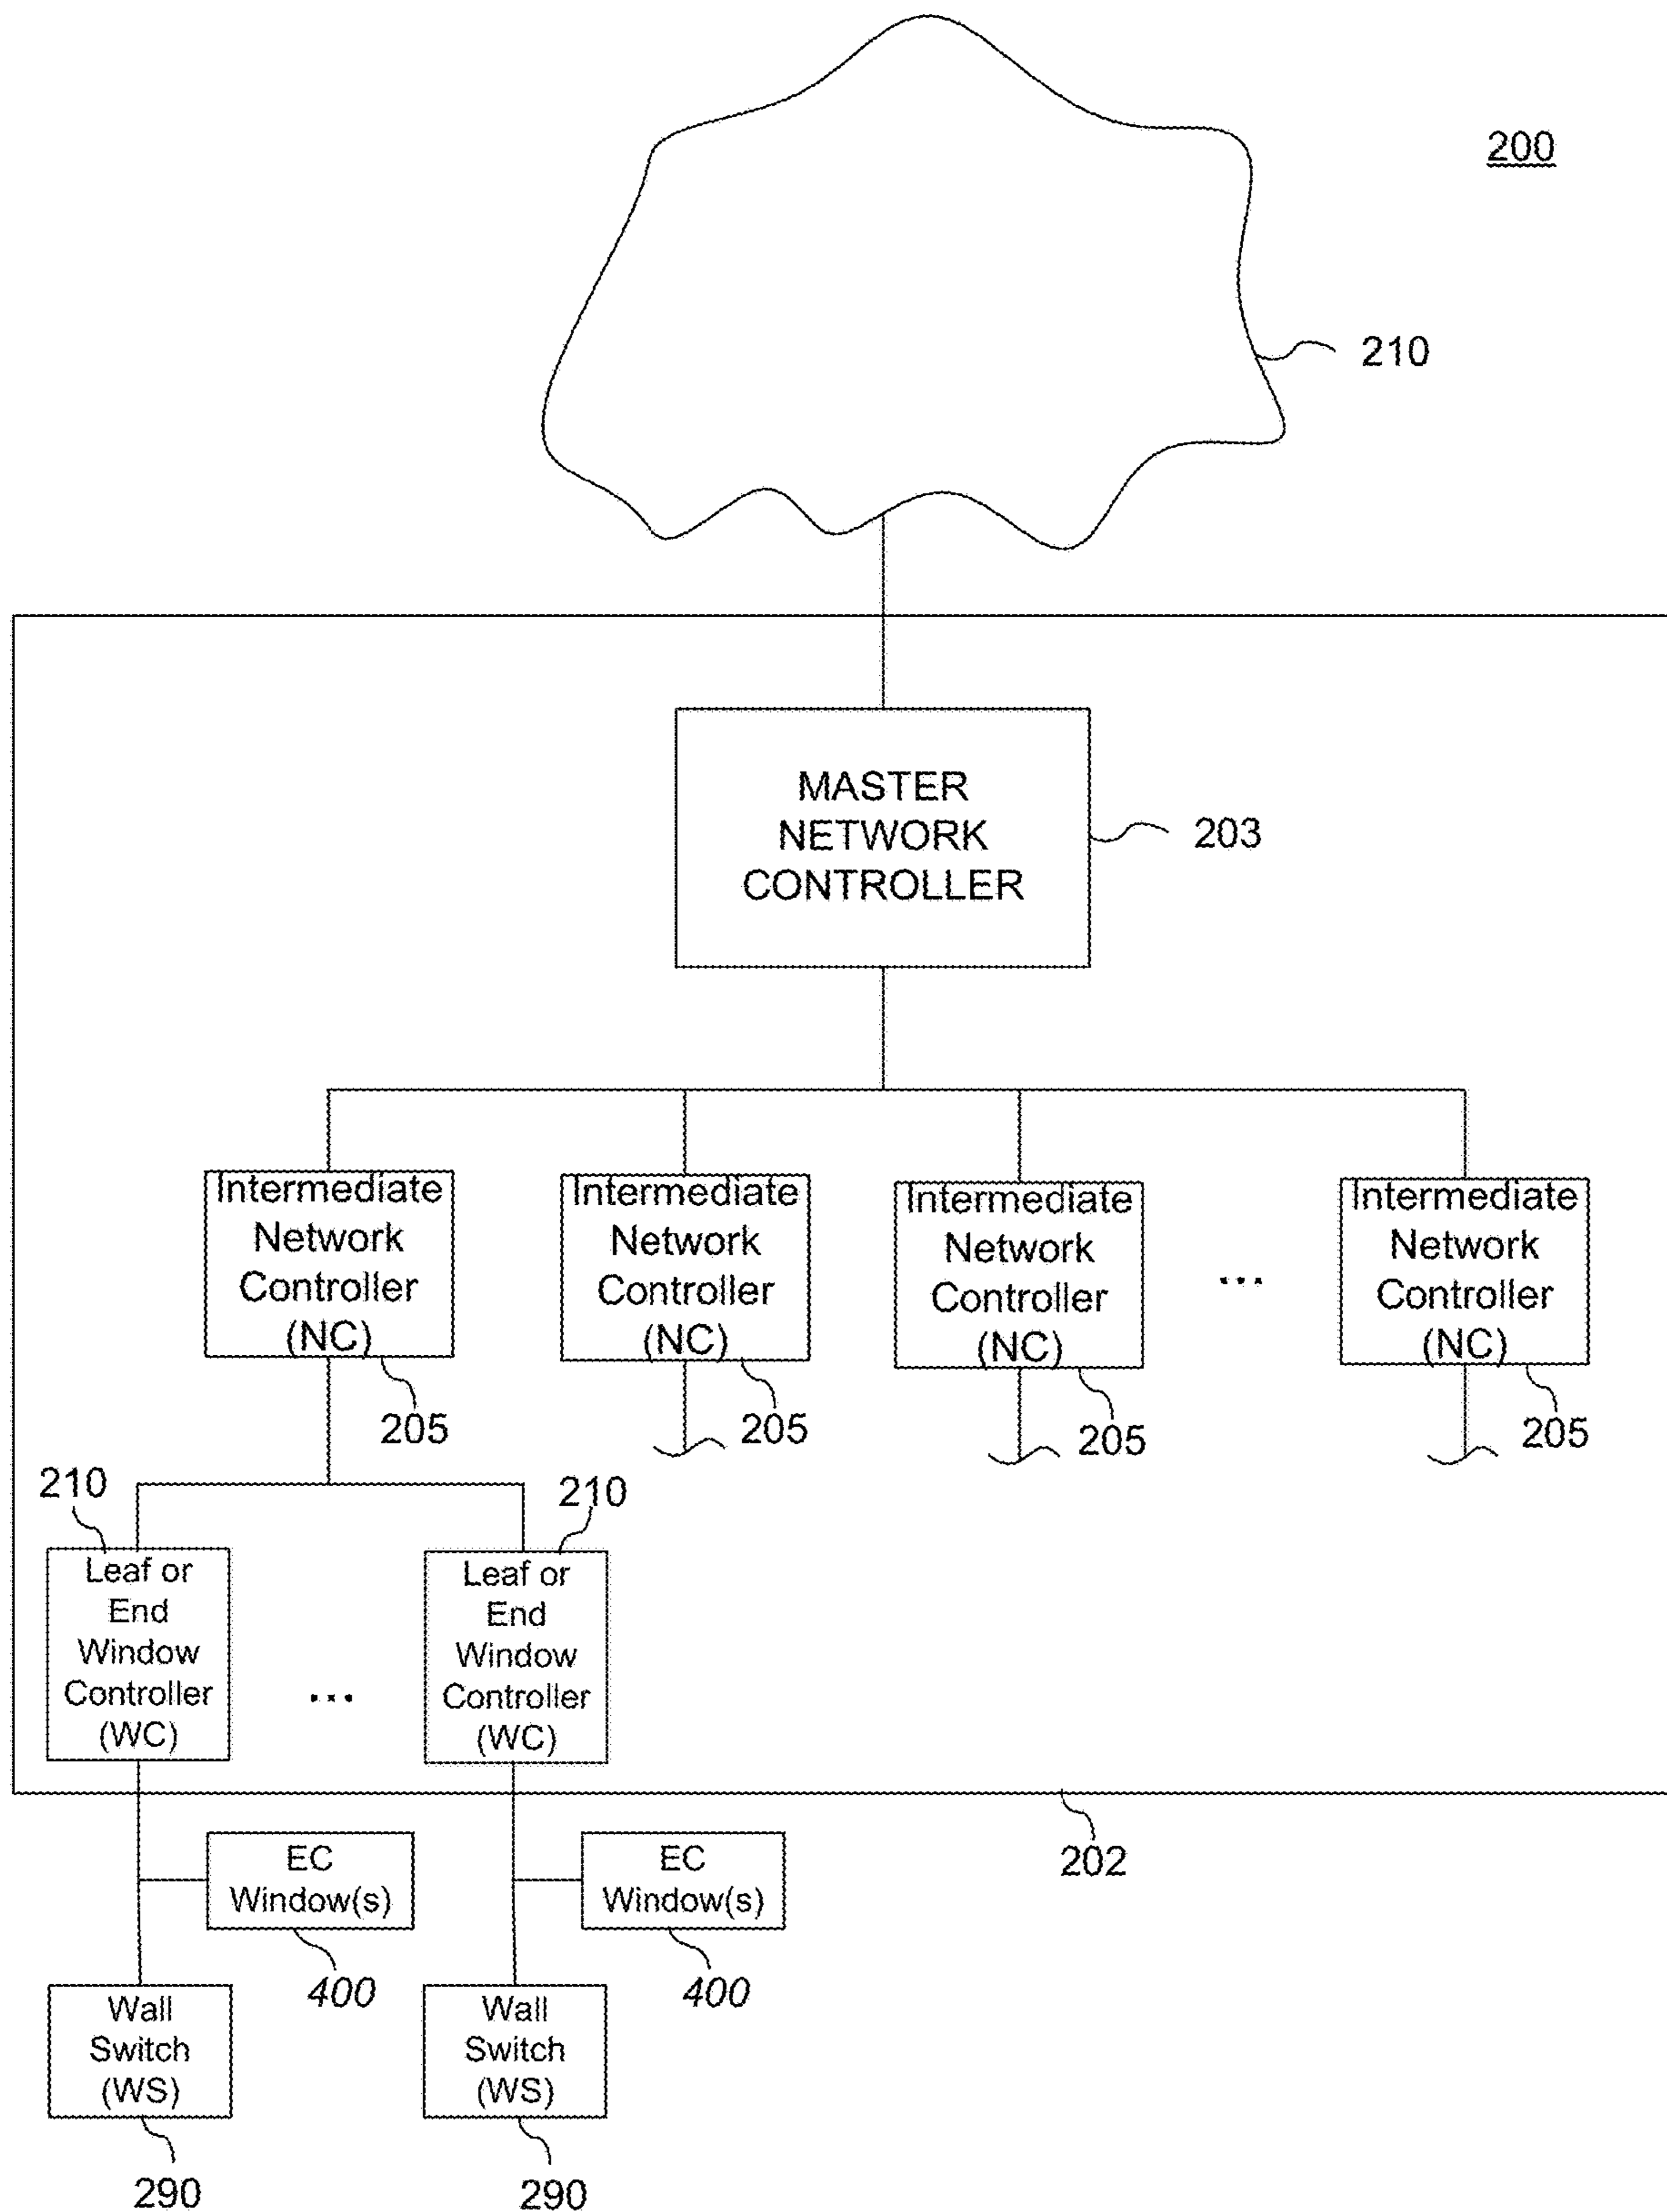 200
210
MASTER
NETWORK
CONTROLLER
203
Intermediate
Network
Controller
(NC)
205
Intermediate
Network
Controller
(NC)
205
Intermediate
Network
Controller
(NC)
205
...
Intermediate
Network
Controller
(NC)
205
210
Leaf or
End
Window
Controller
(WC)
...
210
Leaf or
End
Window
Controller
(WC)
202
EC
Window(s)
400
EC
Window(s)
400
Wall
Switch
(WS)
290
Wall
Switch
(WS)
290